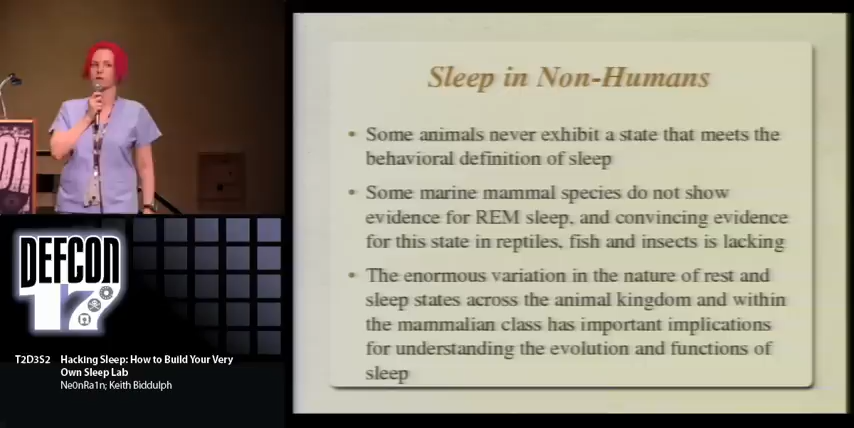 Sleep in Non-Humans
• Some animals never exhibit a state that meets the
behavioral definition of sleep
• Some marine mammal species do not show
evidence for REM sleep, and convincing evidence
for this state in reptiles, fish and insects is lacking
• The enormous variation in the nature of rest and
sleep states across the animal kingdom and within
the mammalian class has important implications
for understanding the evolution and functions of
sleep
DEFCON
17
T2D3S2 Hacking Sleep: How to Build Your Very
Own Sleep Lab
Ne0nRa1n; Keith Biddulph